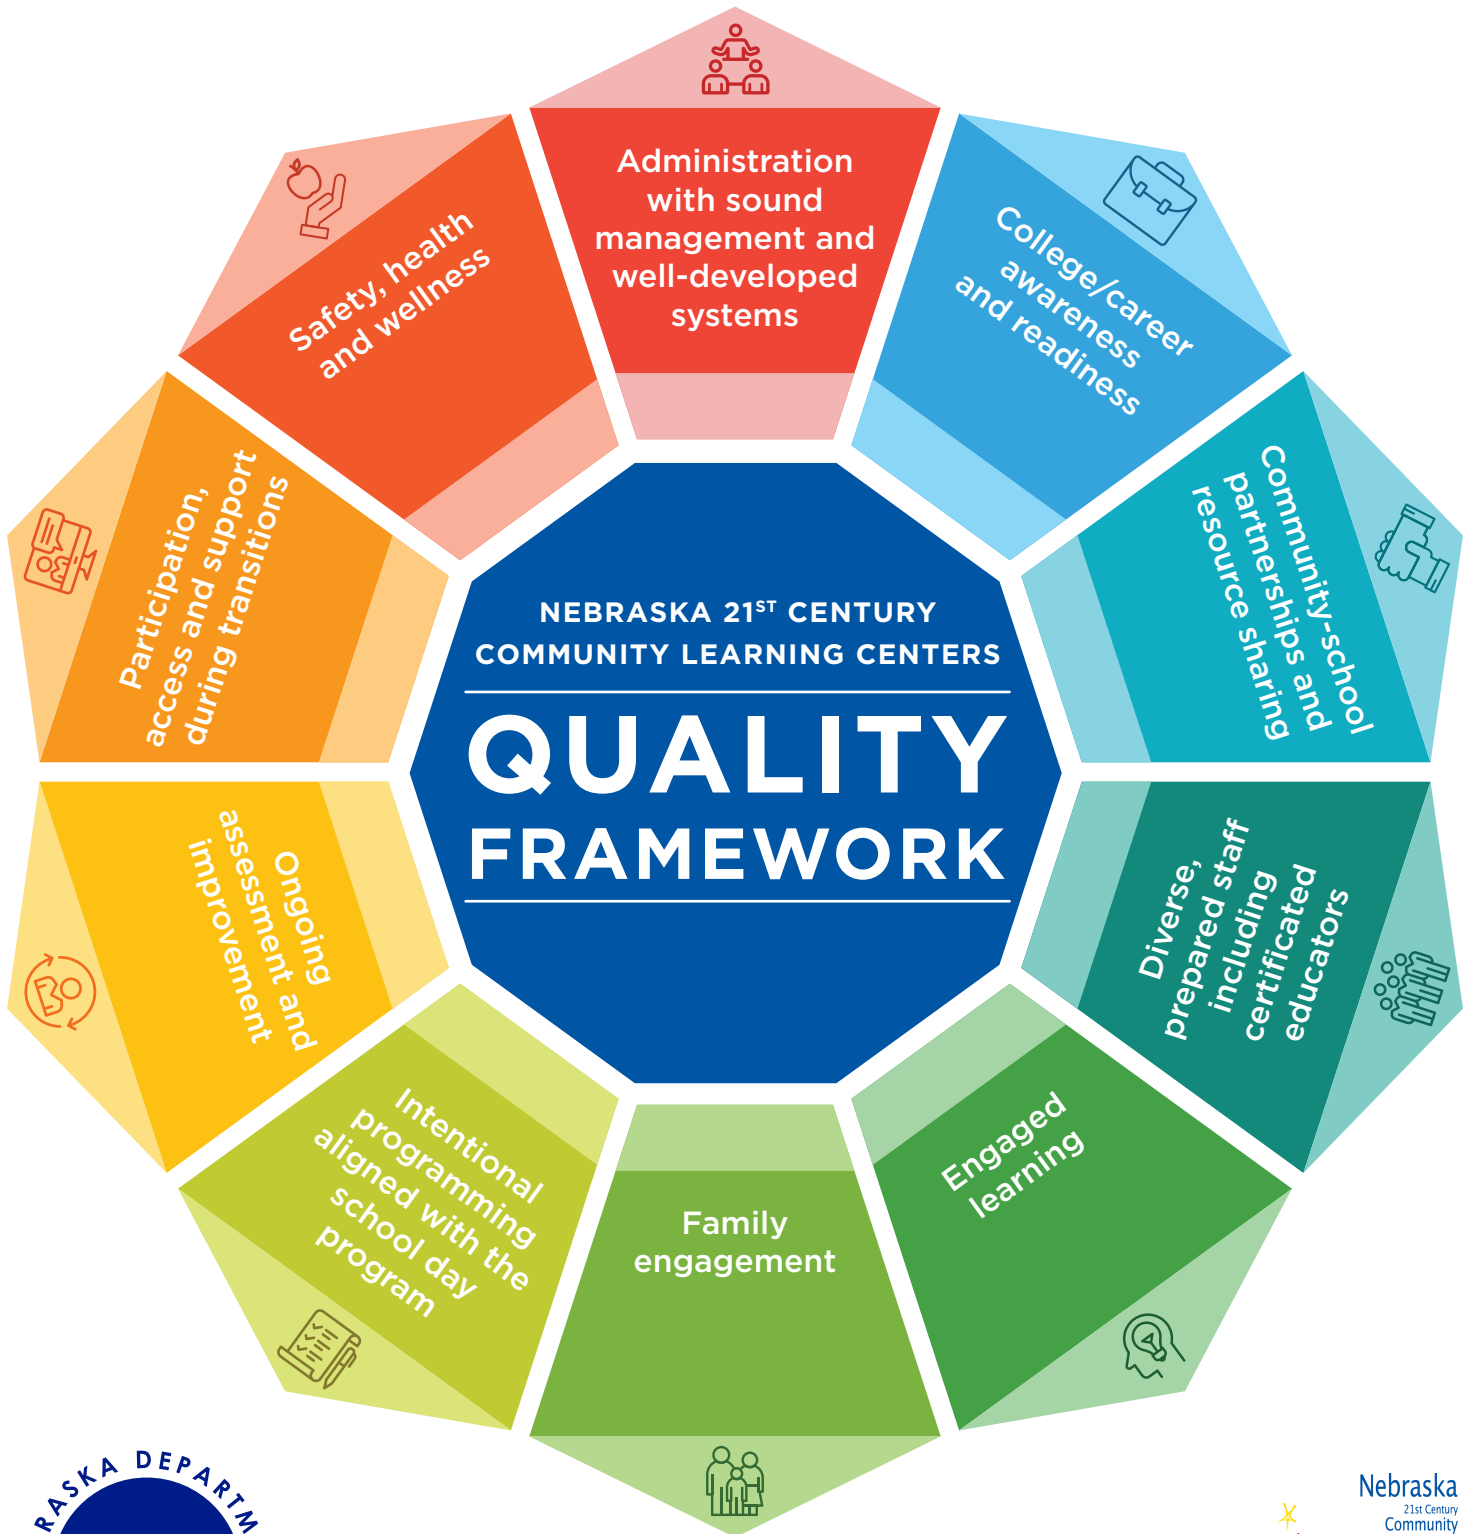 Administration
with sound
management and
well-developed
systems
College/career
awareness
and readiness
Community-school
partnerships and
resource sharing
Diverse,
prepared staff
including
certificated
educators
Engaged
learning
Family
engagement
Intentional
programming
aligned with the
school day
program
Ongoing
assessment and
improvement
Participation,
access and support
during transitions
Safety, health
and wellness
NEBRASKA 21ST CENTURY
COMMUNITY LEARNING CENTERS
QUALITY
FRAMEWORK
RASKA DEPARTM
Nebraska
21st Century
Community